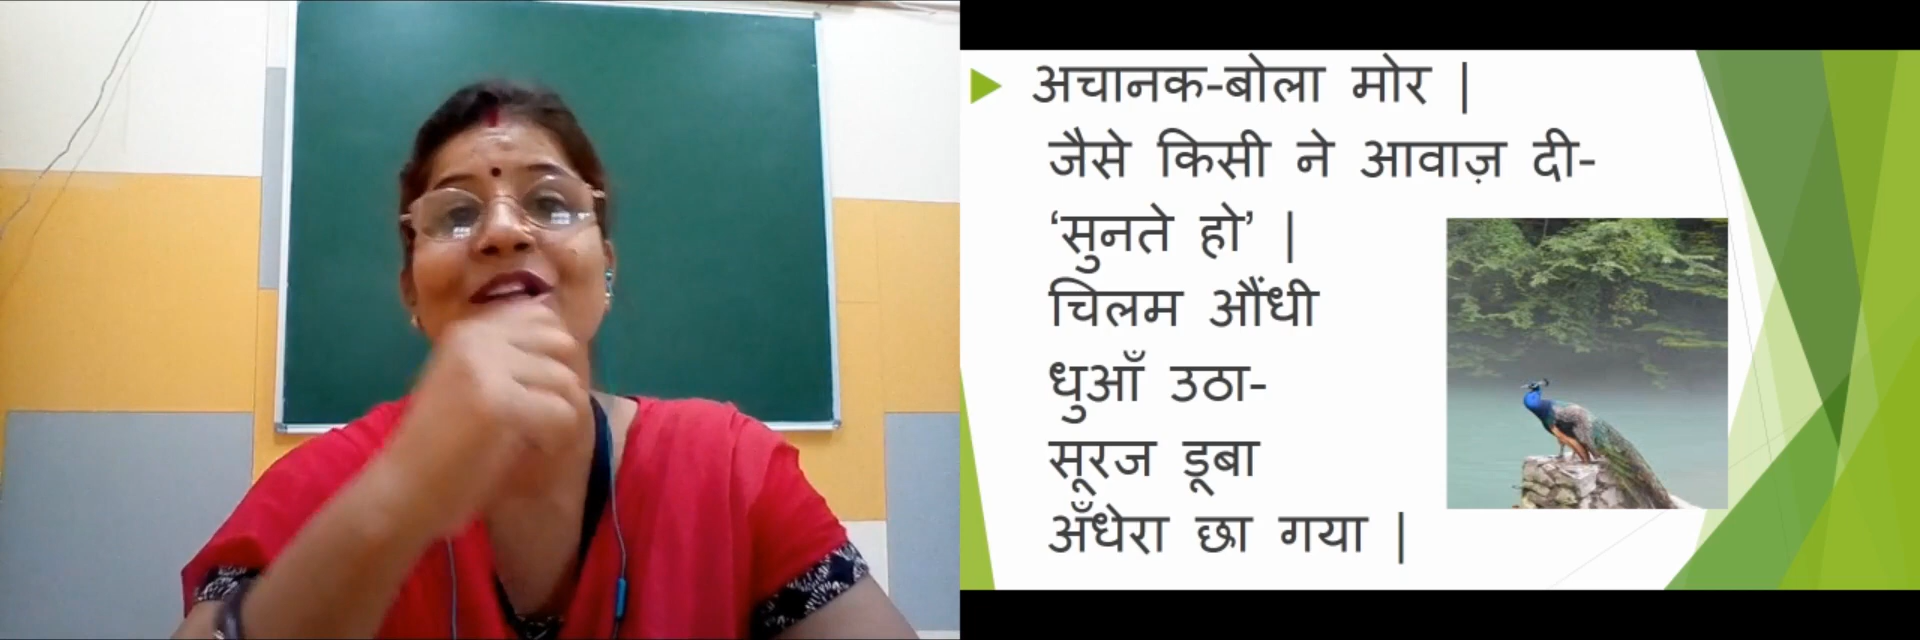 अचानक-बोला मोर |
जैसे किसी ने आवाज़ दी-
‘सुनते हो’ |
चिलम औंधी
धुआँ उठा-
सूरज डूबा
अँधेरा छा गया |